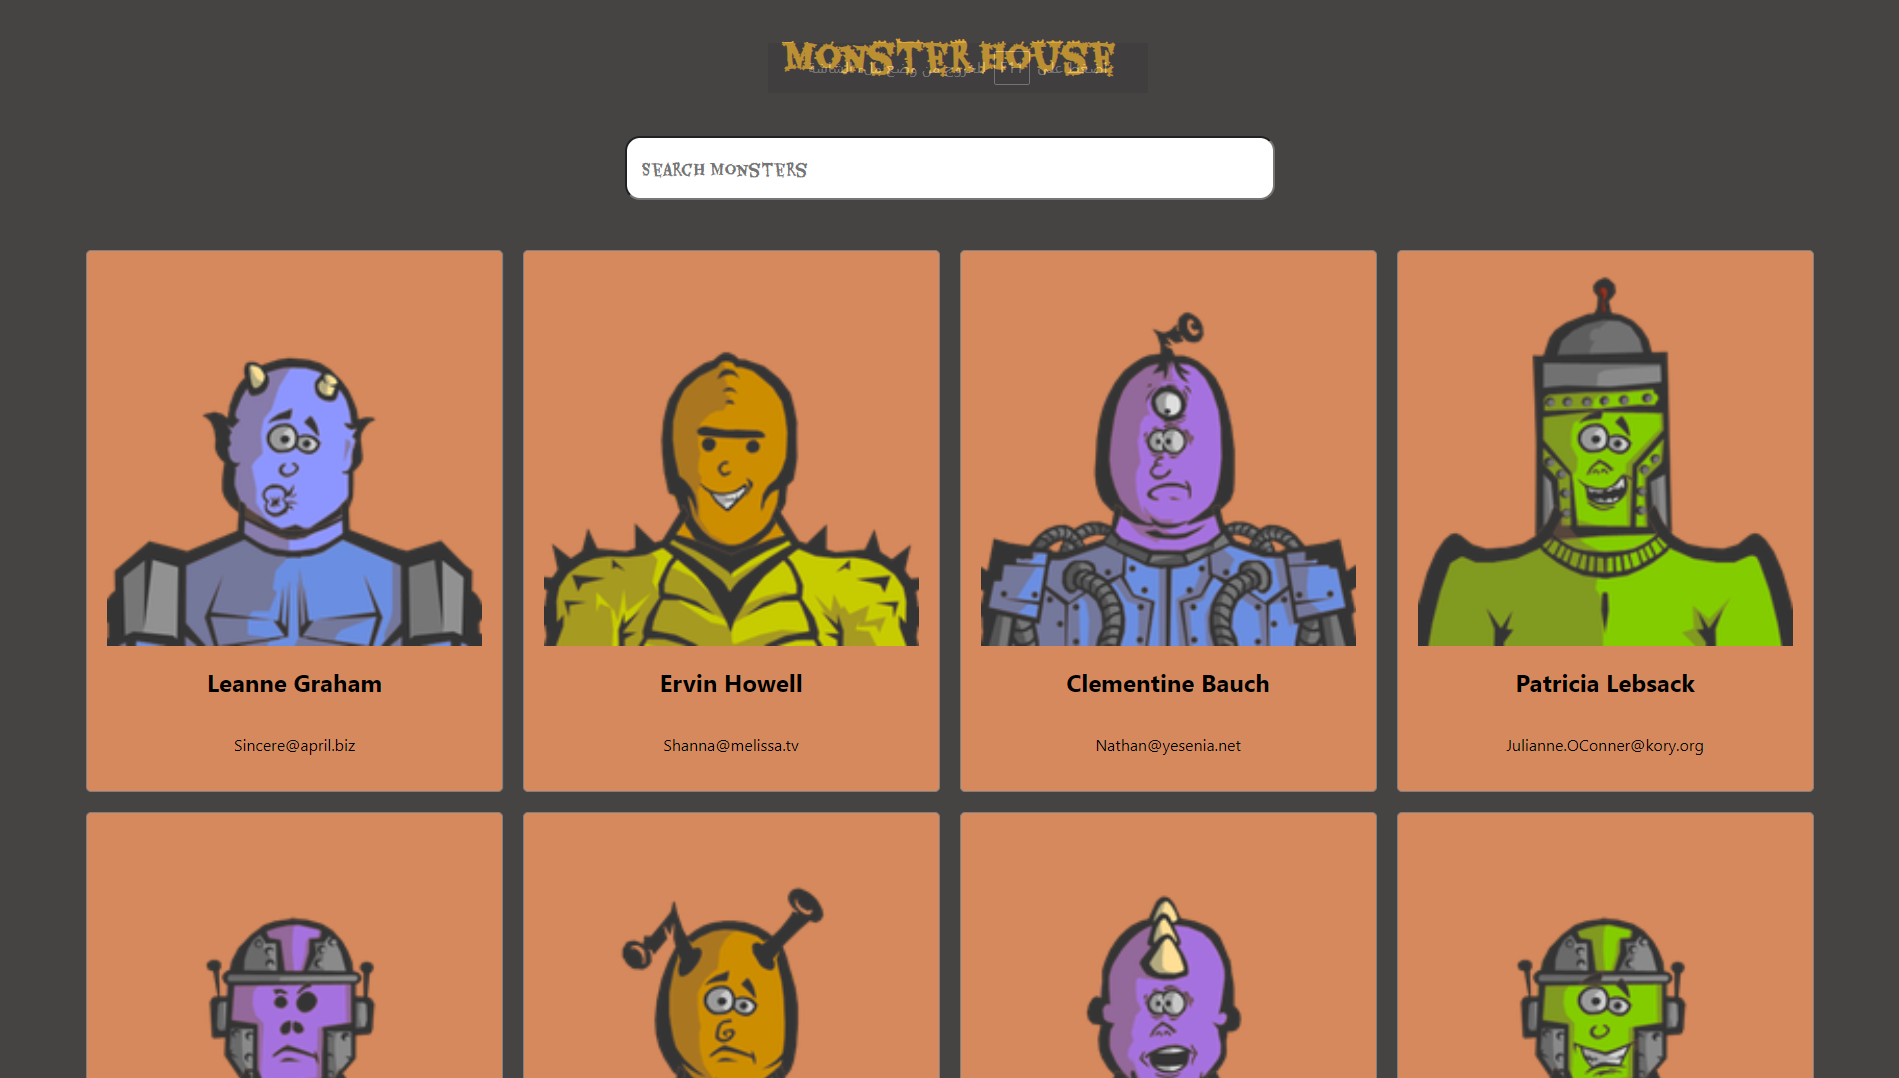 MONSTER HOUSE
SEARCH MONSTERS
Leanne Graham
Ervin Howell
Clementine Bauch
Patricia Lebsack
Sincere@april.biz
Shanna@melissa.tv
Nathan@yesenia.net
Julianne.OConner@kory.org